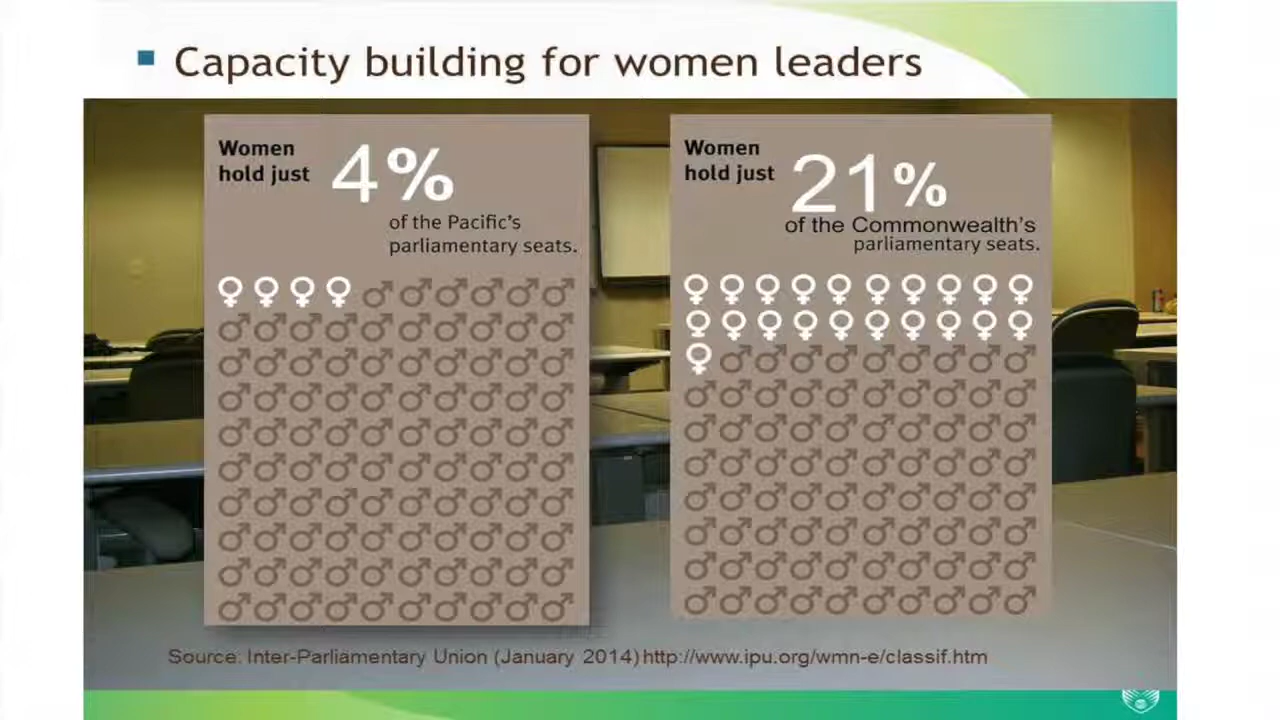 Capacity building for women leaders
Women
hold just
4%
of the Pacific's
parliamentary seats.
Women
hold just
21%
of the Commonwealth's
parliamentary seats.
Source: Inter-Parliamentary Union (January 2014) http://www.ipu.org/wmn-e/classif.htm